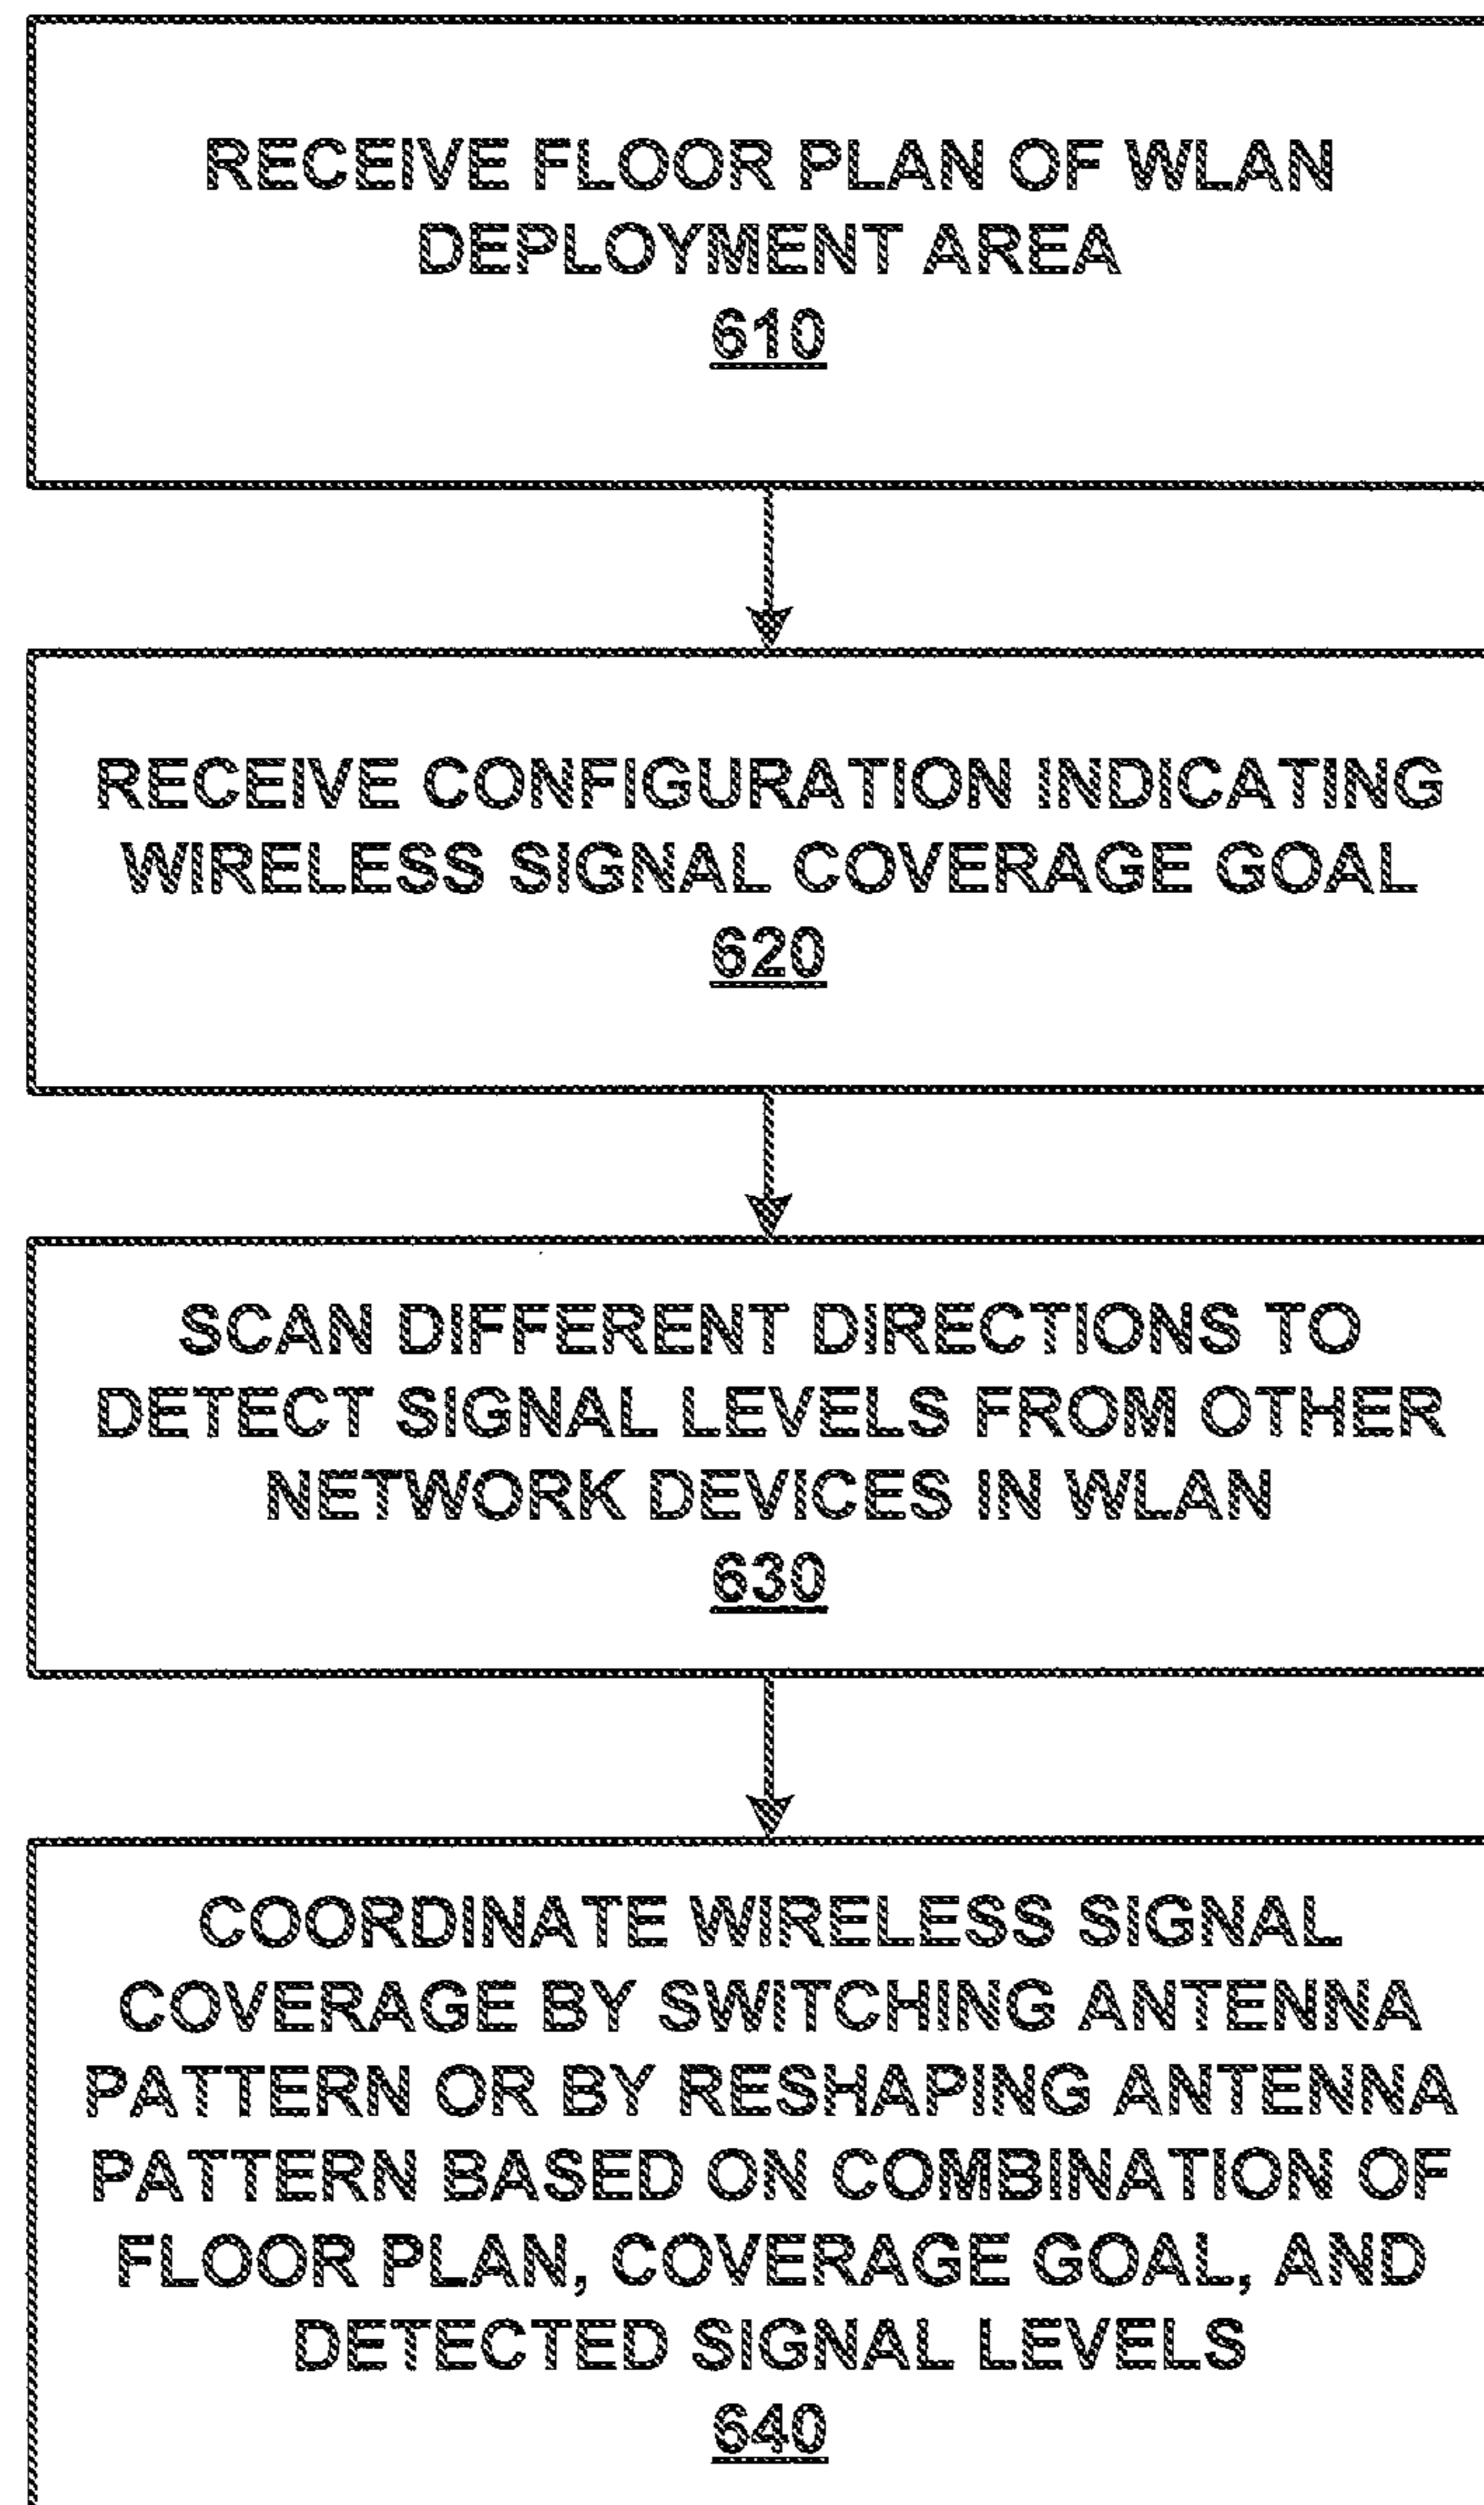 RECEIVE FLOOR PLAN OF WLAN
DEPLOYMENT AREA
610
RECEIVE CONFIGURATION INDICATING
WIRELESS SIGNAL COVERAGE GOAL
620
SCAN DIFFERENT DIRECTIONS TO
DETECT SIGNAL LEVELS FROM OTHER
NETWORK DEVICES IN WLAN
630
COORDINATE WIRELESS SIGNAL
COVERAGE BY SWITCHING ANTENNA
PATTERN OR BY RESHAPING ANTENNA
PATTERN BASED ON COMBINATION OF
FLOOR PLAN, COVERAGE GOAL, AND
DETECTED SIGNAL LEVELS
640